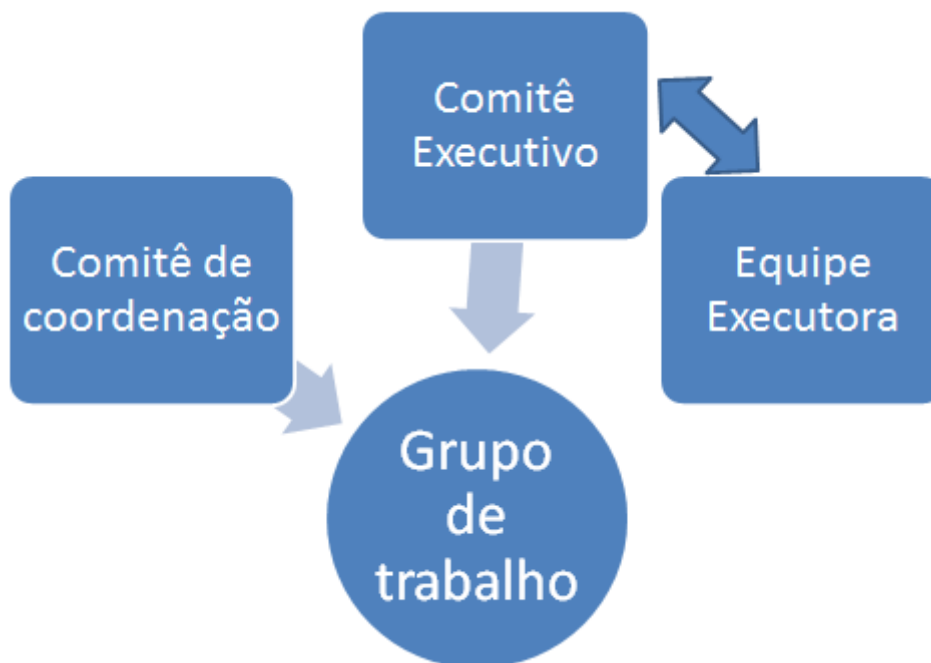 Comitê
Executivo
Comitê de
coordenação
Equipe
Executora
Grupo
de
trabalho